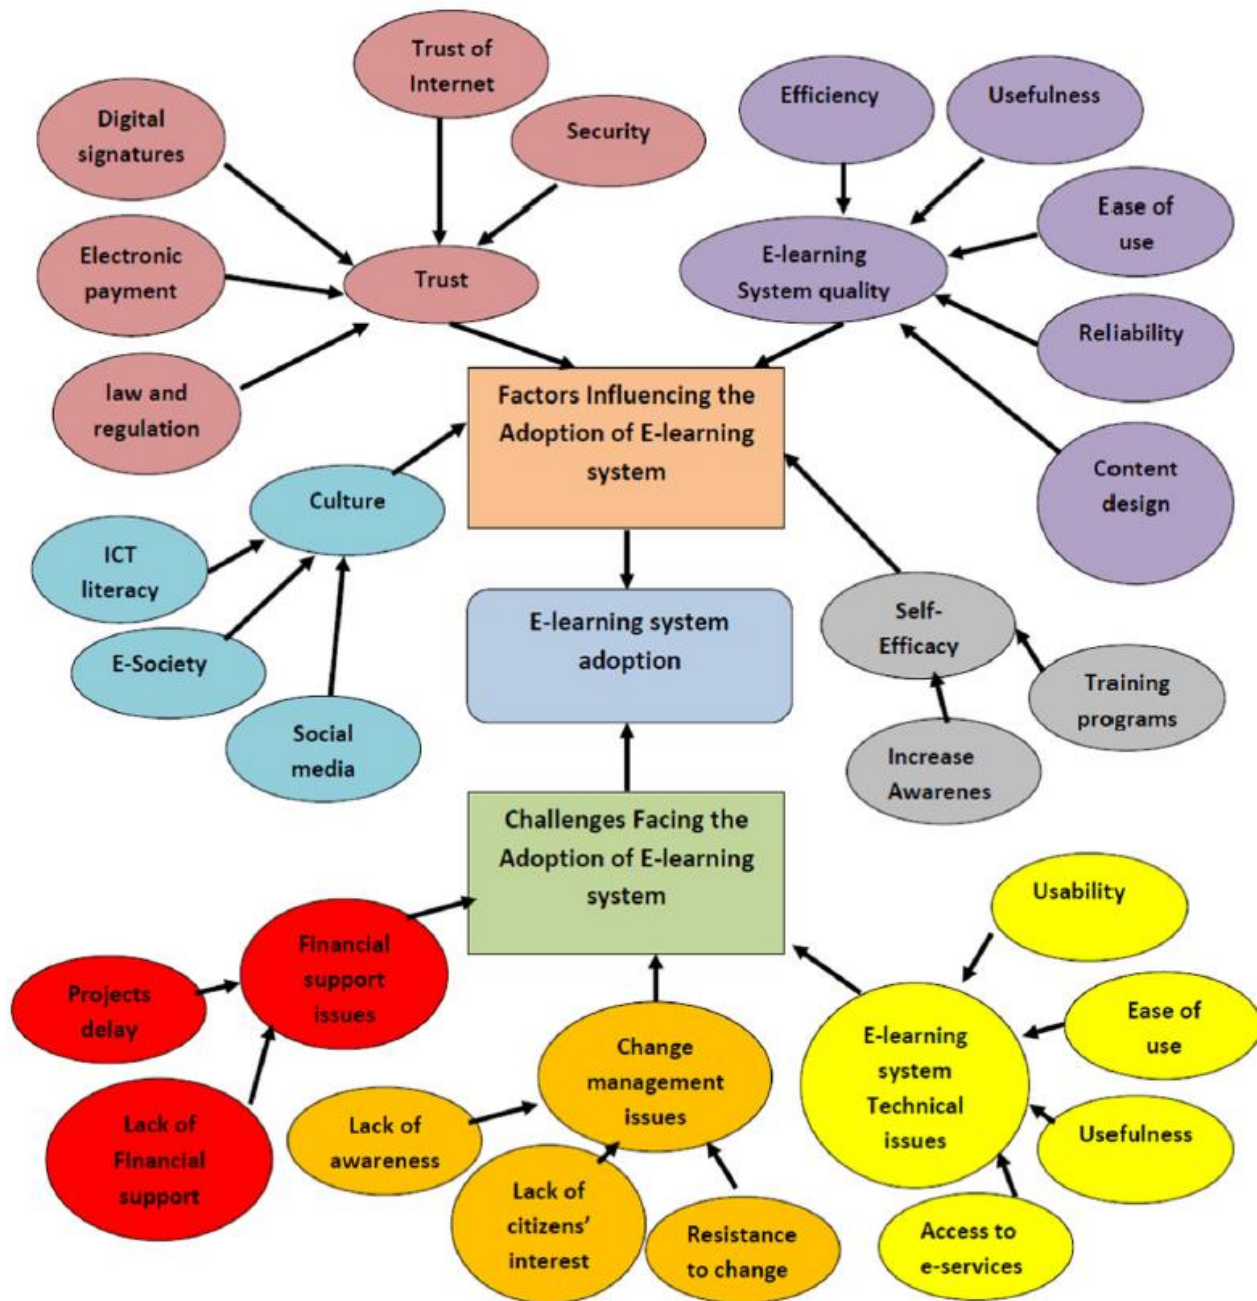 Trust of
Internet
Efficiency
Usefulness
Digital
signatures
Security
Ease of
use
Electronic
payment
Trust
E-learning
System quality
Reliability
law and
regulation
Factors Influencing the
Adoption of E-learning
system
Content
design
Culture
ICT
literacy
E-Society
Social
media
E-learning system
adoption
Self-
Efficacy
Training
programs
Increase
Awarenes
Challenges Facing the
Adoption of E-learning
system
Usability
Financial
support
issues
Projects
delay
Lack of
Financial
support
Change
management
issues
Lack of
awareness
Lack of
citizens’
interest
Resistance
to change
E-learning
system
Technical
issues
Ease of
use
Usefulness
Access to
e-services